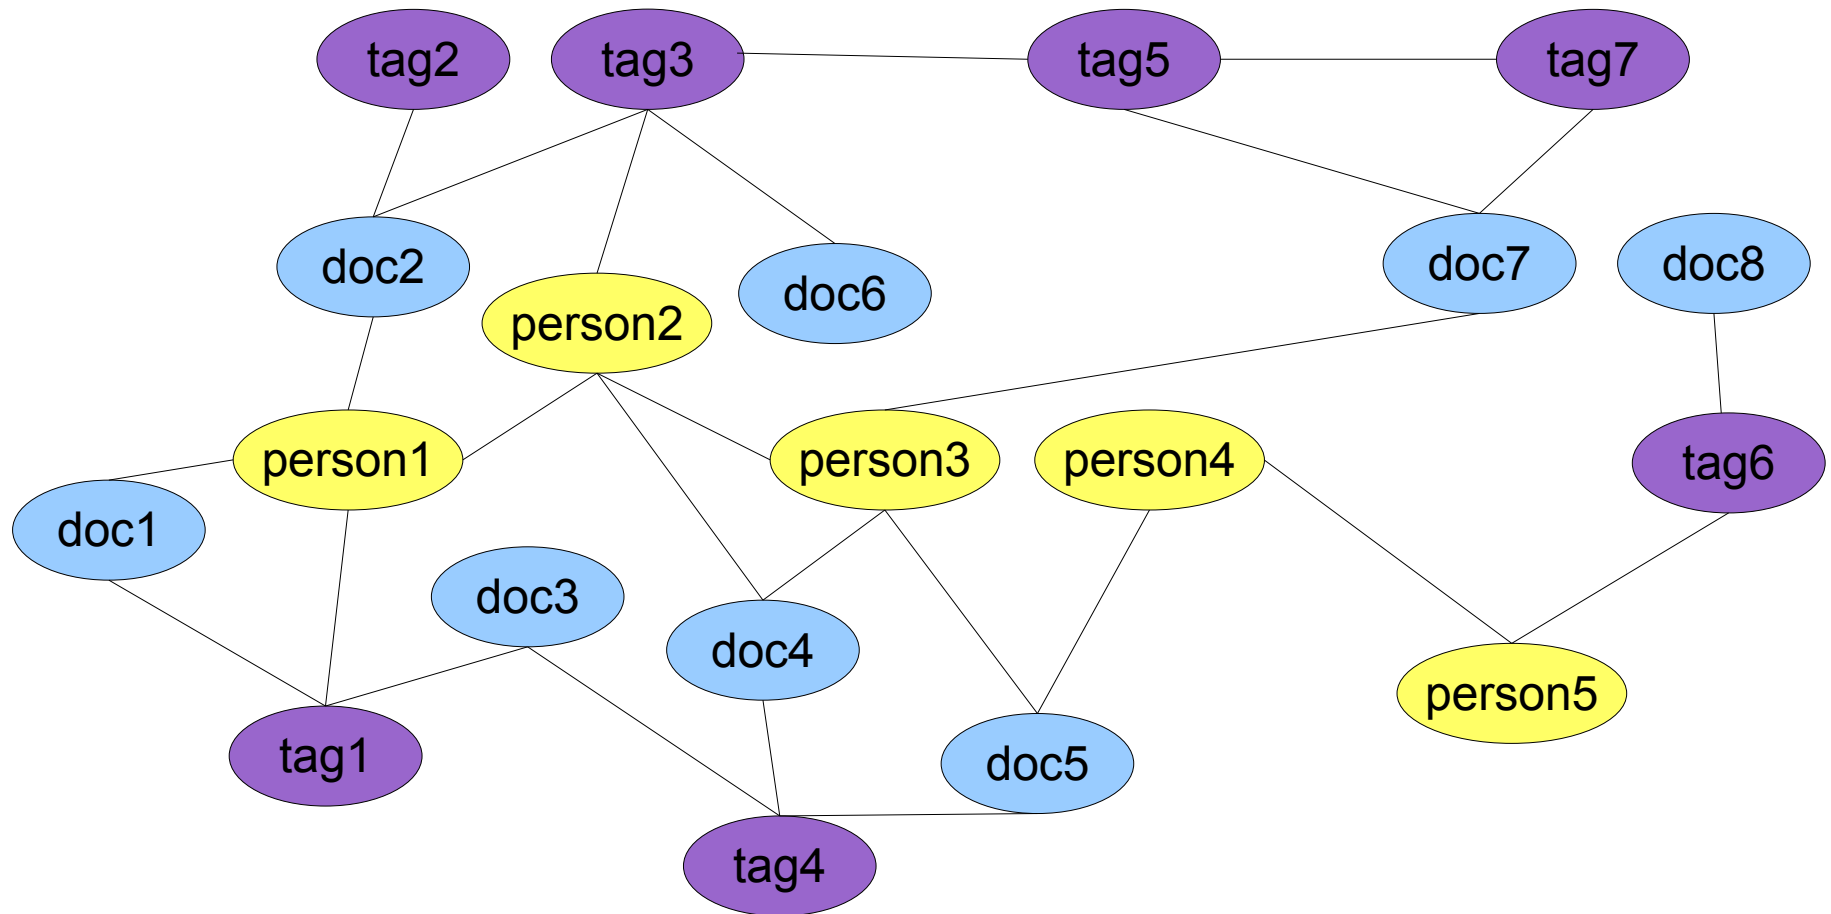 tag2
tag3
tag5
tag7
doc2
person2
doc6
doc7
doc8
person1
person3
person4
tag6
doc1
doc3
doc4
person5
tag1
doc5
tag4